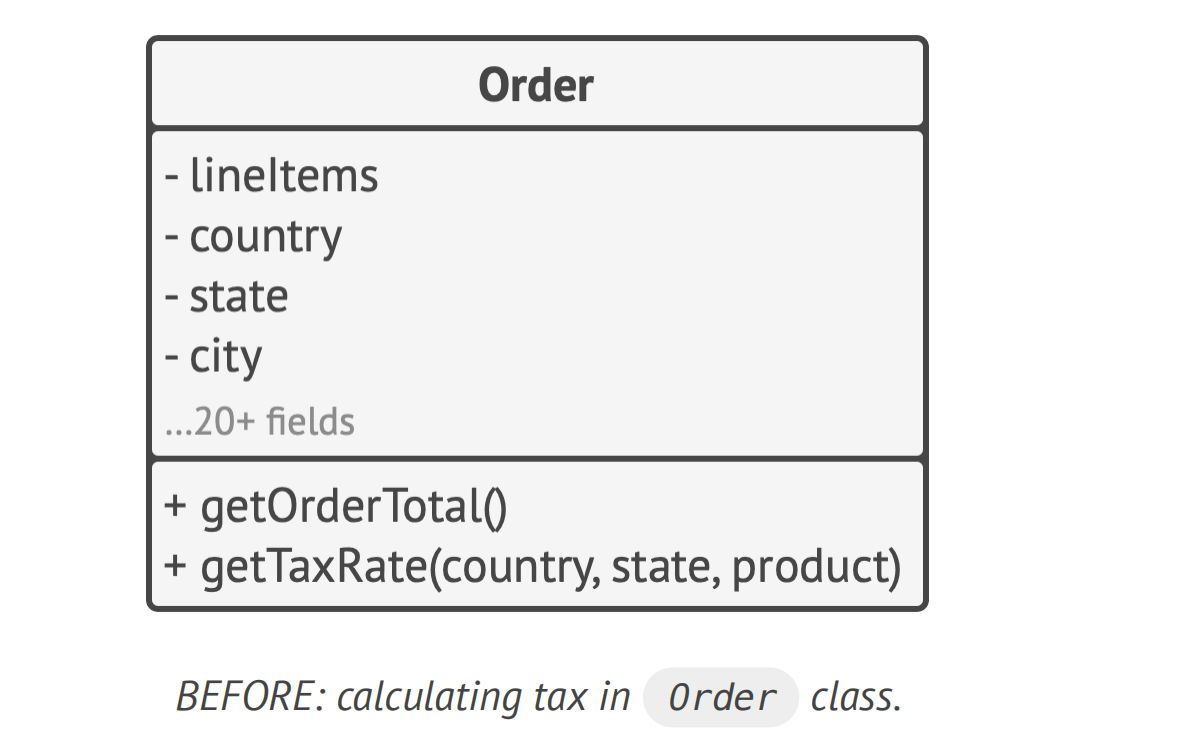 Order
- lineItems
- country
- state
- city
...20+ fields
+ getOrderTotal()
+ getTaxRate(country, state, product)
BEFORE: calculating tax in Order class.